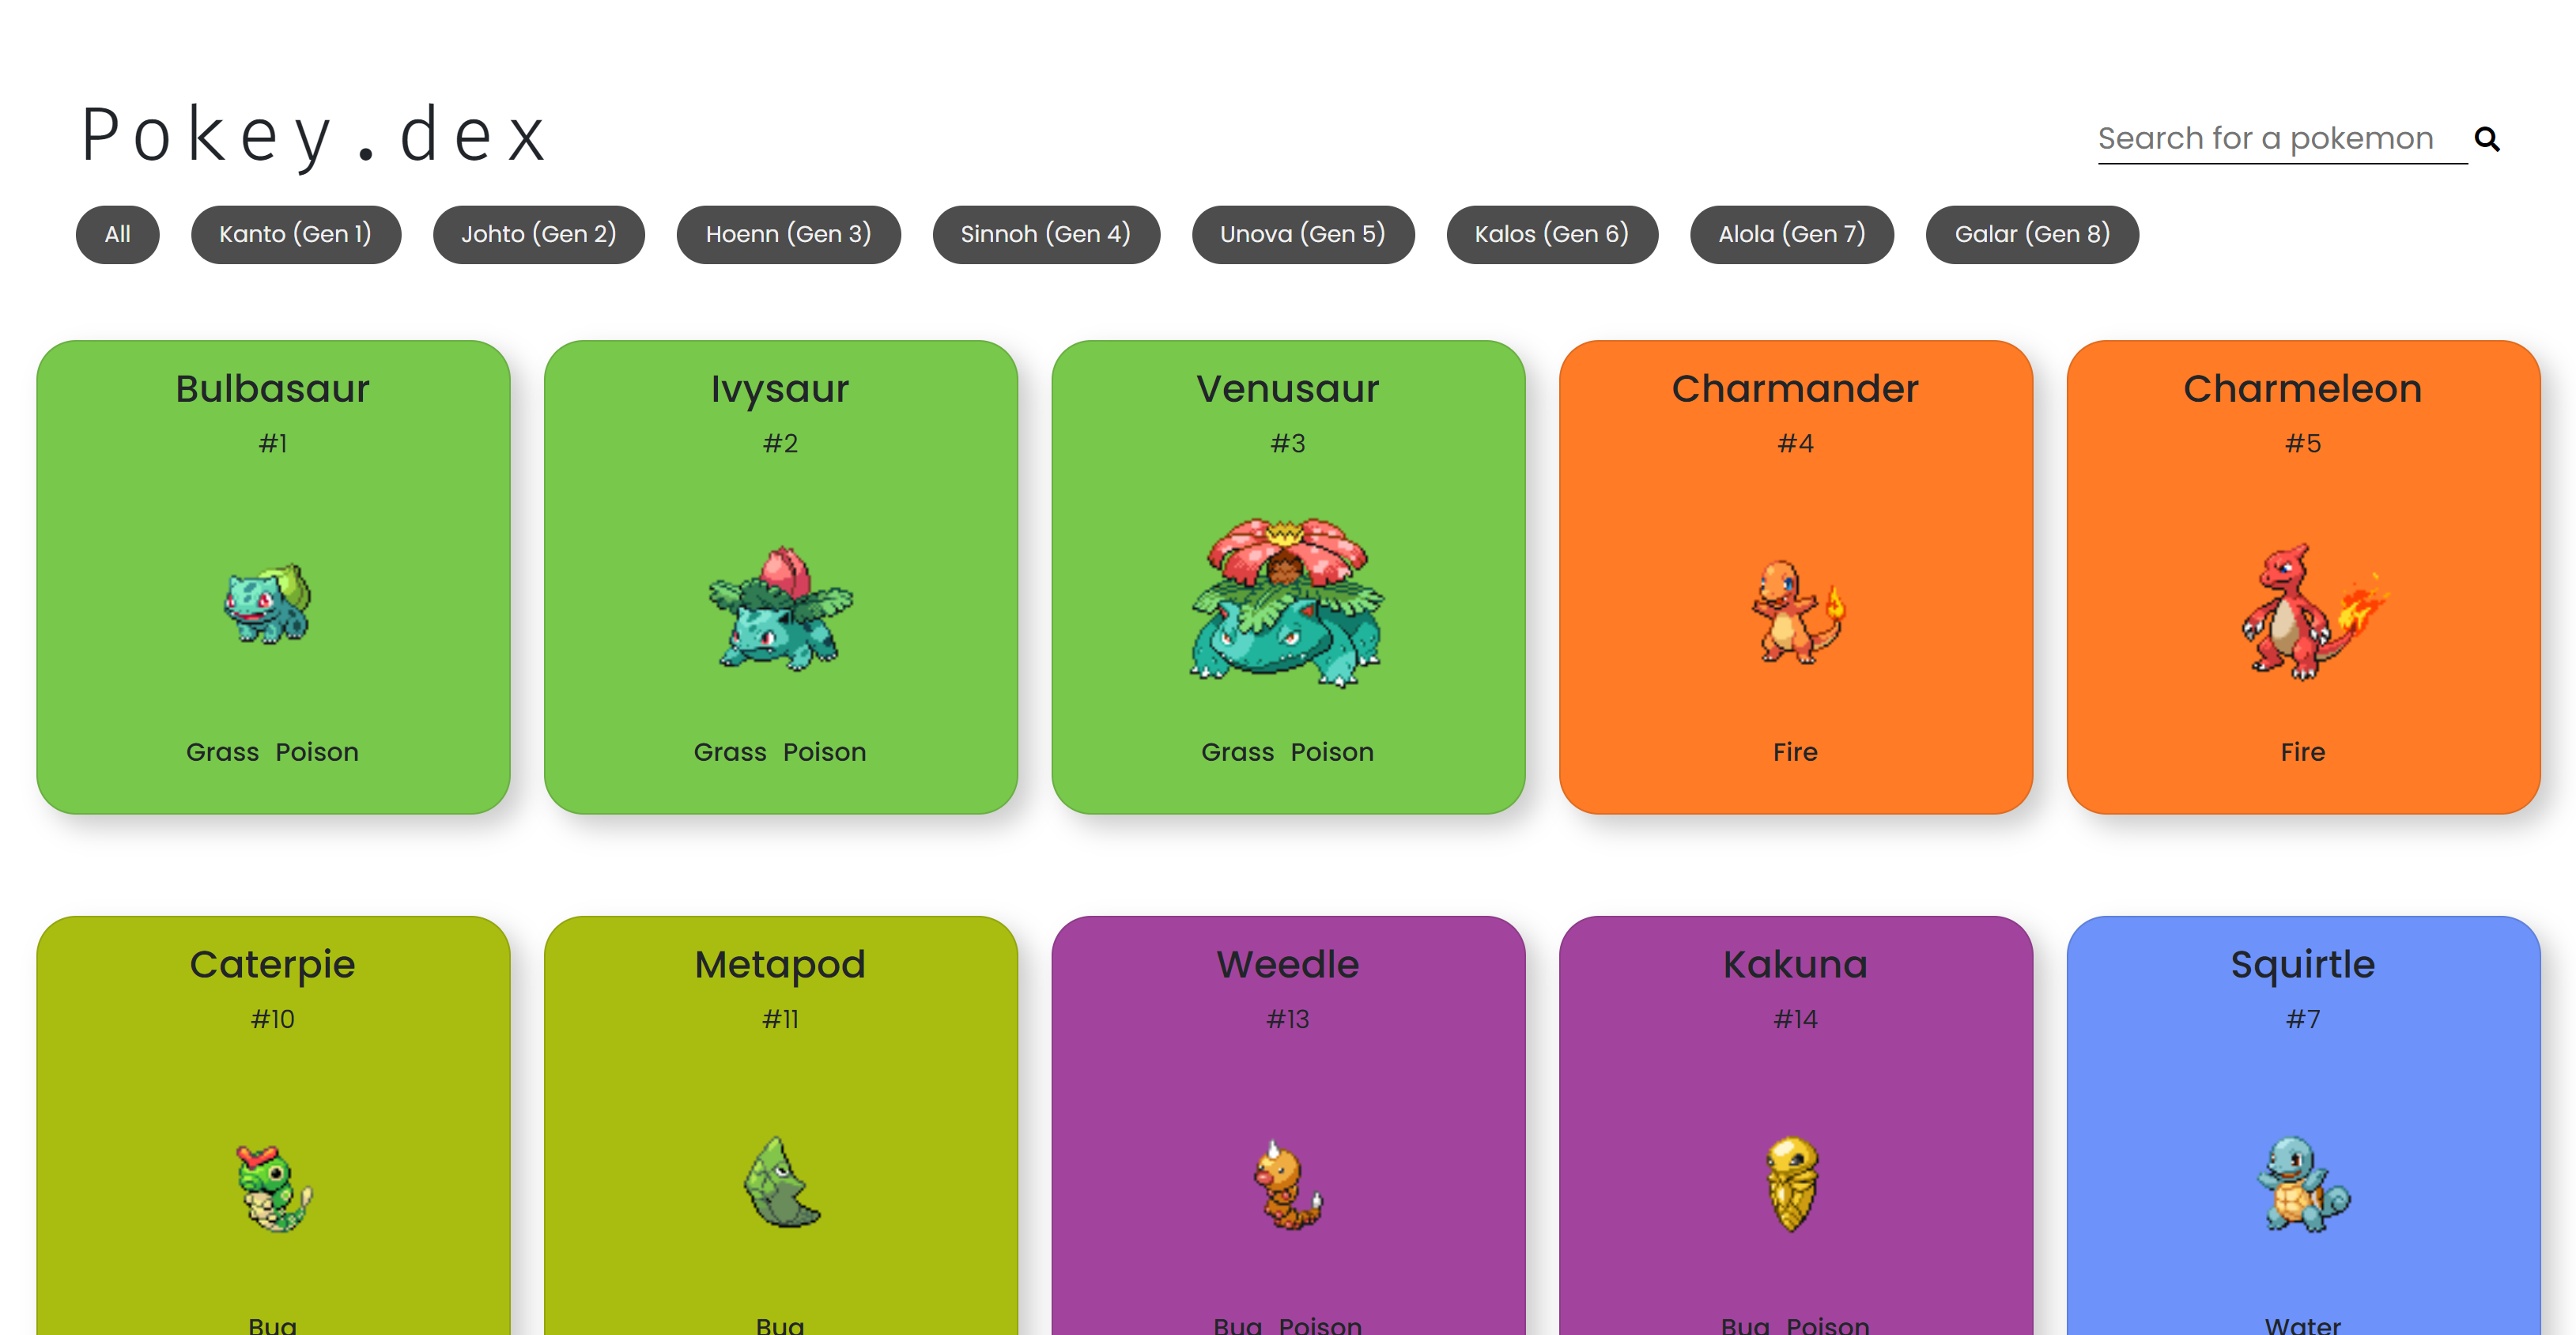 Pokey.dex
Search for a pokemon
All
Kanto (Gen 1)
Johto (Gen 2)
Hoenn (Gen 3)
Sinnoh (Gen 4)
Unova (Gen 5)
Kalos (Gen 6)
Alola (Gen 7)
Galar (Gen 8)
Bulbasaur
#1
Grass Poison
Ivysaur
#2
Grass Poison
Venusaur
#3
Grass Poison
Charmander
#4
Fire
Charmeleon
#5
Fire
Caterpie
#10
Bug
Metapod
#11
Bug
Weedle
#13
Bug Poison
Kakuna
#14
Bug Poison
Squirtle
#7
Water